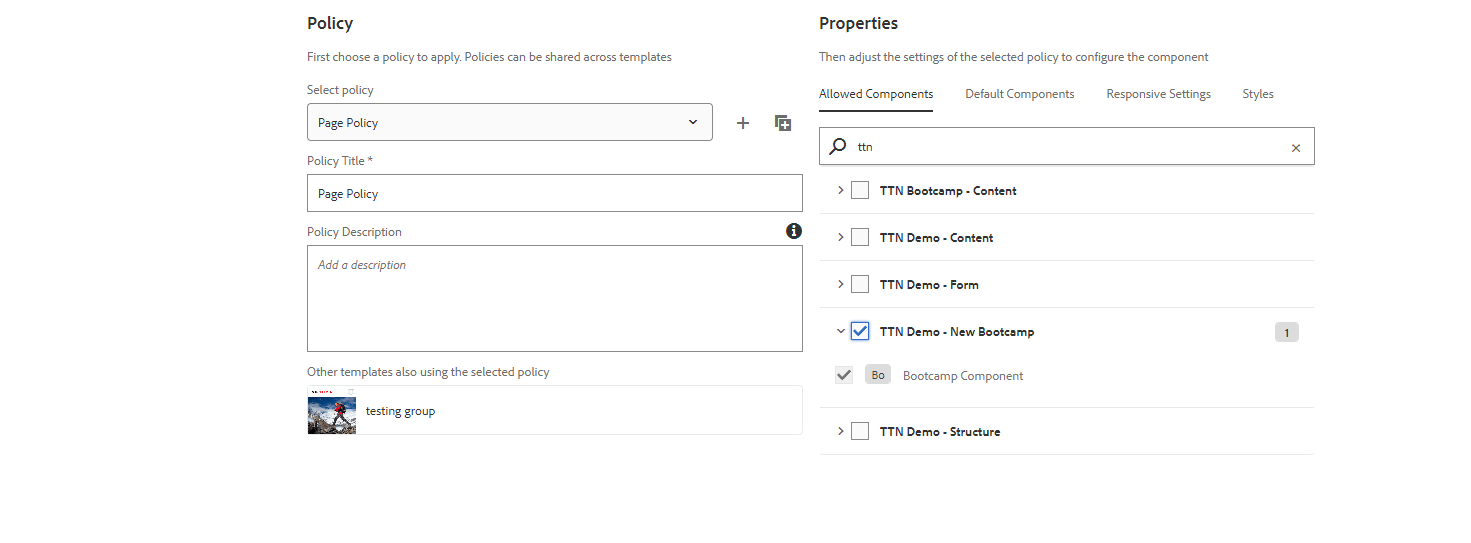 Policy
First choose a policy to apply. Policies can be shared across templates
Select policy
Page Policy
Policy Title *
Page Policy
Policy Description
Add a description
Other templates also using the selected policy
testing group
Properties
Then adjust the settings of the selected policy to configure the component
Allowed Components Default Components Responsive Settings Styles
ttn
TTN Bootcamp - Content
TTN Demo - Content
TTN Demo - Form
TTN Demo - New Bootcamp 1
Bo Bootcamp Component
TTN Demo - Structure